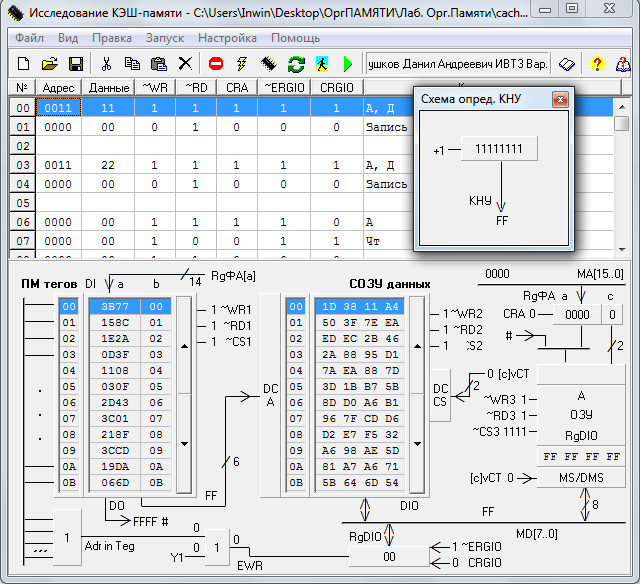 Исследование КЭШ-памяти - C:\Users\Inwin\Desktop\ОргПАМЯТИ\Лаб. Орг.Памяти\cach
Файл Вид Правка Запуск Настройка Помощь
ушков Данил Андреевич ИВТЗ Вар.
№ Адрес Данные ~WR ~RD CRA ~ERGIO CRGIO
00 0011 11 1 1 1 1 1 А, Д
01 0000 00 0 1 0 0 0 Запись
02
03 0011 22 1 1 1 1 1 А, Д
04 0000 00 0 1 0 0 0 Запись
05
06 0000 00 1 1 1 1 0 А
07 0000 00 1 0 0 1 1 Чт
Схема опред. КНУ
+1 11111111
КНУ
FF
ПМ тегов DI a b 14 RgФА[a]
00 3B77 00
01 158C 01
02 1E2A 02
03 0D3F 03
04 1108 04
05 030F 05
06 2D43 06
07 3C01 07
08 218F 08
09 3CCD 09
0A 19DA 0A
0B 066D 0B
1 ~WR1
1 ~RD1
1 ~CS1
DC A
6
FF
DO
FFFF #
1 Adr in Teg
0
Y1 1 0
EWR
СОЗУ данных
00 1D 38 11 A4
01 50 3F 7E EA
02 ED EC 2B 46
03 2A 88 95 D1
04 7A EA 88 7D
05 3D 1B B7 5B
06 8D D0 A6 B1
07 96 7F CD D6
08 D2 E7 F5 32
09 A6 98 AE 5D
0A 81 A7 A6 71
0B 5B 64 6D 54
1 ~WR2
1 ~RD2
1 CS2
DC CS
0 [c]vCT
2
DIO
0000 MA[15..0]
RgФА a c
CRA 0 0000 0
#
2
~WR3 1
~RD3 1
~CS3 1111
А
ОЗУ
RgDIO
FF FF FF FF
[c]vCT 0 MS/DMS
8
FF
MD[7..0]
RgDIO
00
1 ~ERGIO
0 CRGIO